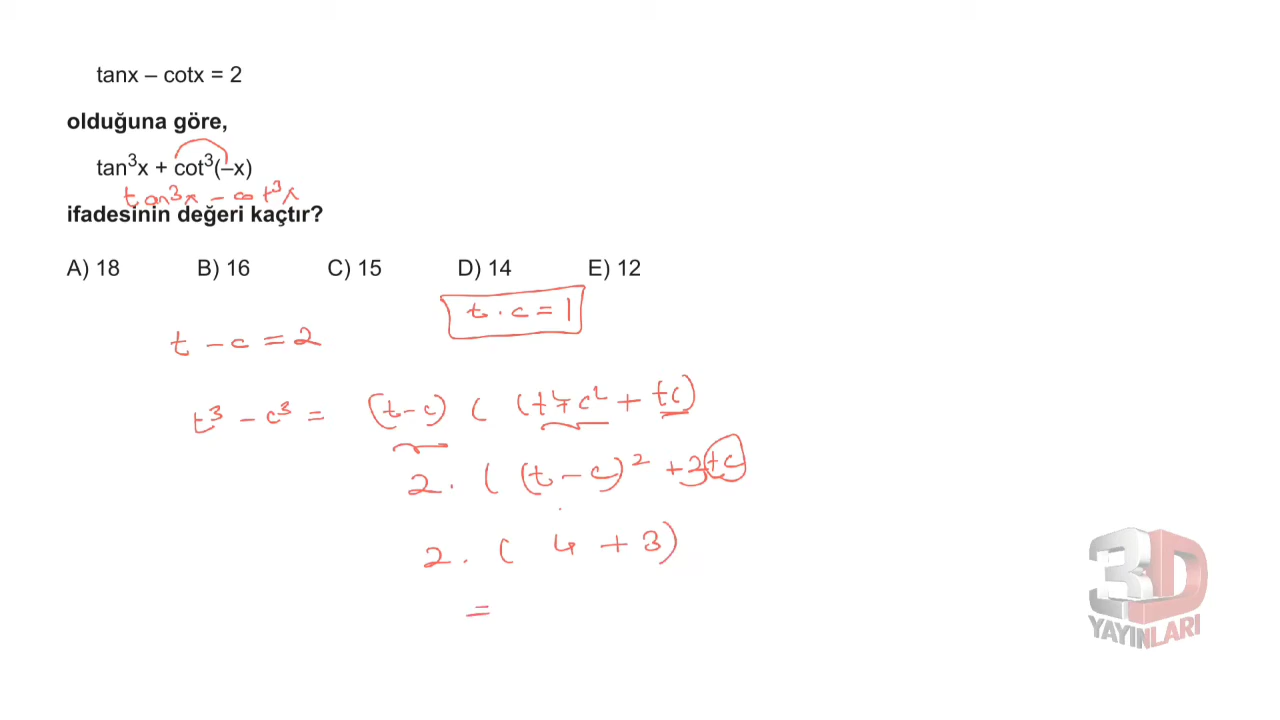 tanx – cotx = 2
olduğuna göre,
tan³x + cot³(–x)
tan³x - cot³x
ifadesinin değeri kaçtır?
A) 18 B) 16 C) 15 D) 14 E) 12
t · c = 1
t - c = 2
t³ - c³ = (t-c) ( (t²+c² + tc)
2 . ( (t - c)² + 3tc
2 . ( 4 + 3)
=
3D
YAYINLARI